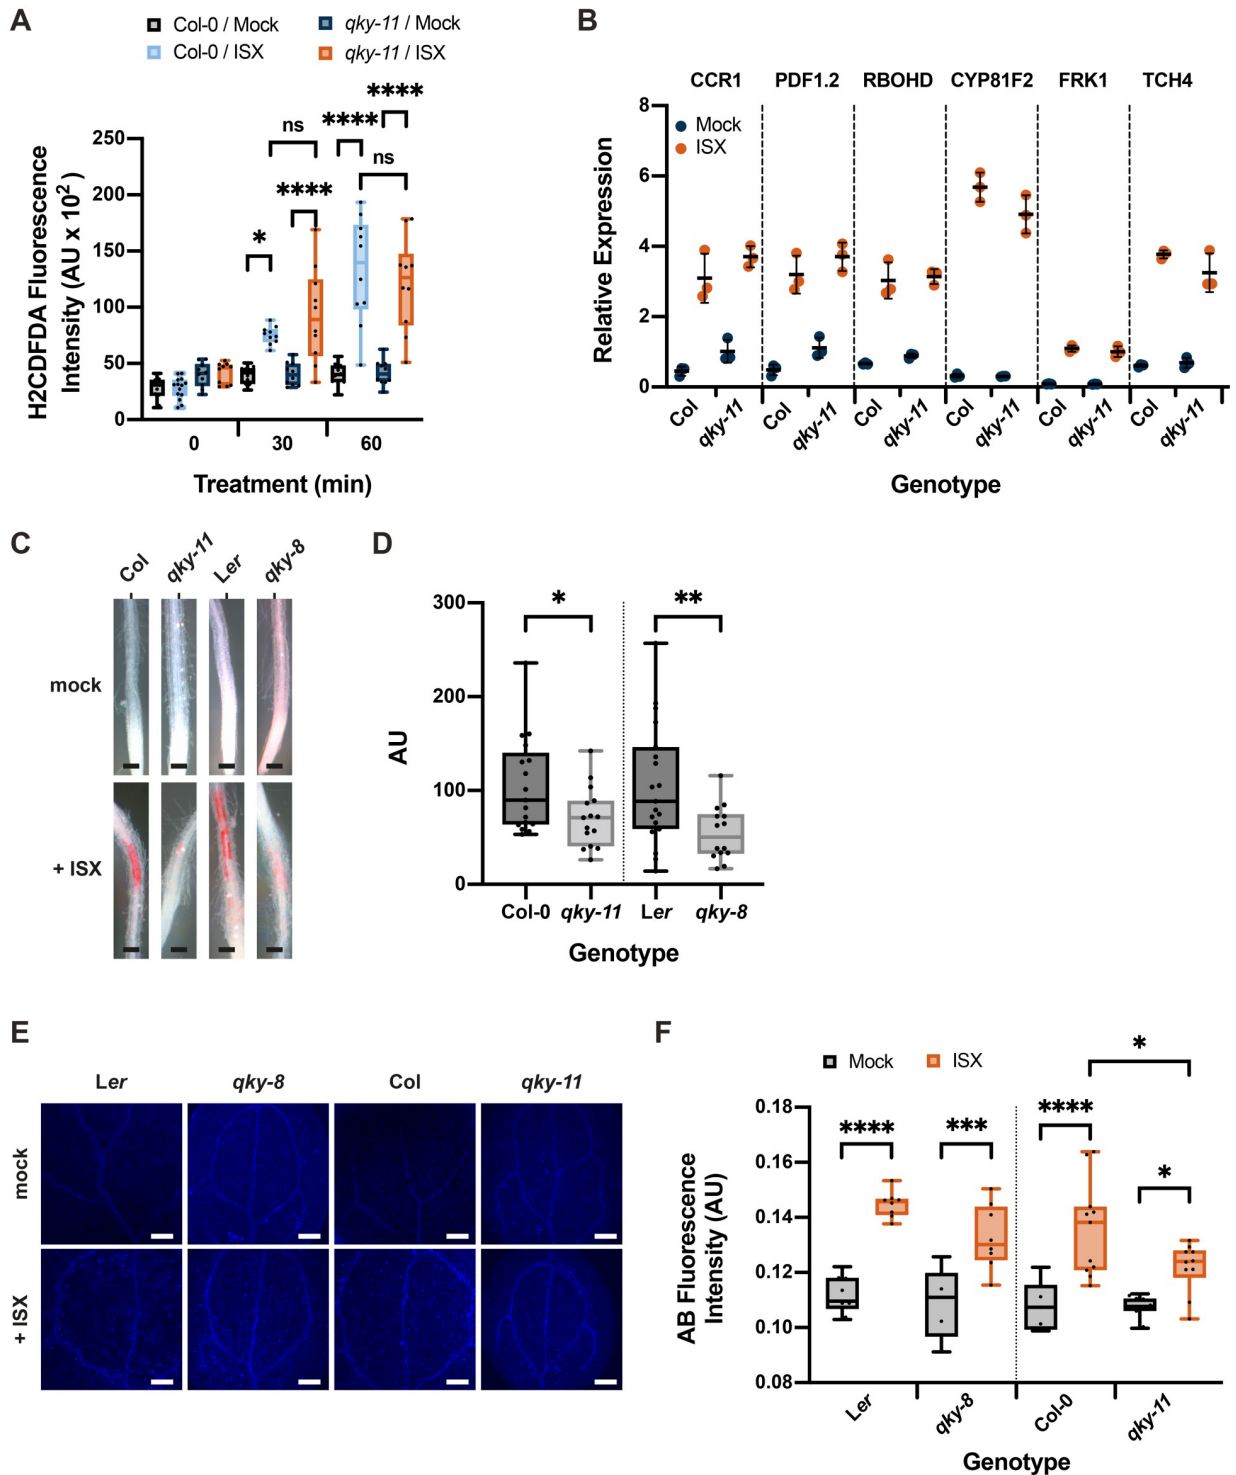 A
Col-0 / Mock
qky-11 / Mock
Col-0 / ISX
qky-11 / ISX
H2CDFDA Fluorescence
Intensity (AU x 10²)
250
200
150
100
50
0
*
ns
****
****
ns
****
0
30
60
Treatment (min)
B
CCR1
PDF1.2
RBOHD
CYP81F2
FRK1
TCH4
Mock
ISX
Relative Expression
8
6
4
2
0
Col
qky-11
Col
qky-11
Col
qky-11
Col
qky-11
Col
qky-11
Col
qky-11
Genotype
C
Col
qky-11
Ler
qky-8
mock
+ ISX
D
AU
300
200
100
0
*
**
Col-0
qky-11
Ler
qky-8
Genotype
E
Ler
qky-8
Col
qky-11
mock
+ ISX
F
Mock
ISX
AB Fluorescence
Intensity (AU)
0.18
0.16
0.14
0.12
0.10
0.08
****
***
****
*
*
Ler
qky-8
Col-0
qky-11
Genotype